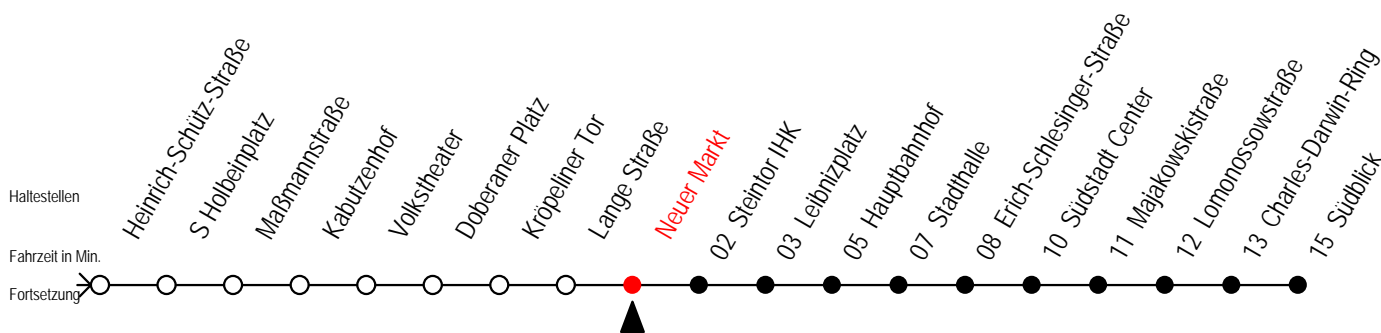 Haltestellen
Fahrzeit in Min.
Fortsetzung
Heinrich-Schütz-Straße
S Holbeinplatz
Maßmannstraße
Kabutzenhof
Volkstheater
Doberaner Platz
Kröpeliner Tor
Lange Straße
Neuer Markt
02 Steintor IHK
03 Leibnizplatz
05 Hauptbahnhof
07 Stadthalle
08 Erich-Schlesinger-Straße
10 Südstadt Center
11 Majakowskistraße
12 Lomonossowstraße
13 Charles-Darwin-Ring
15 Südblick